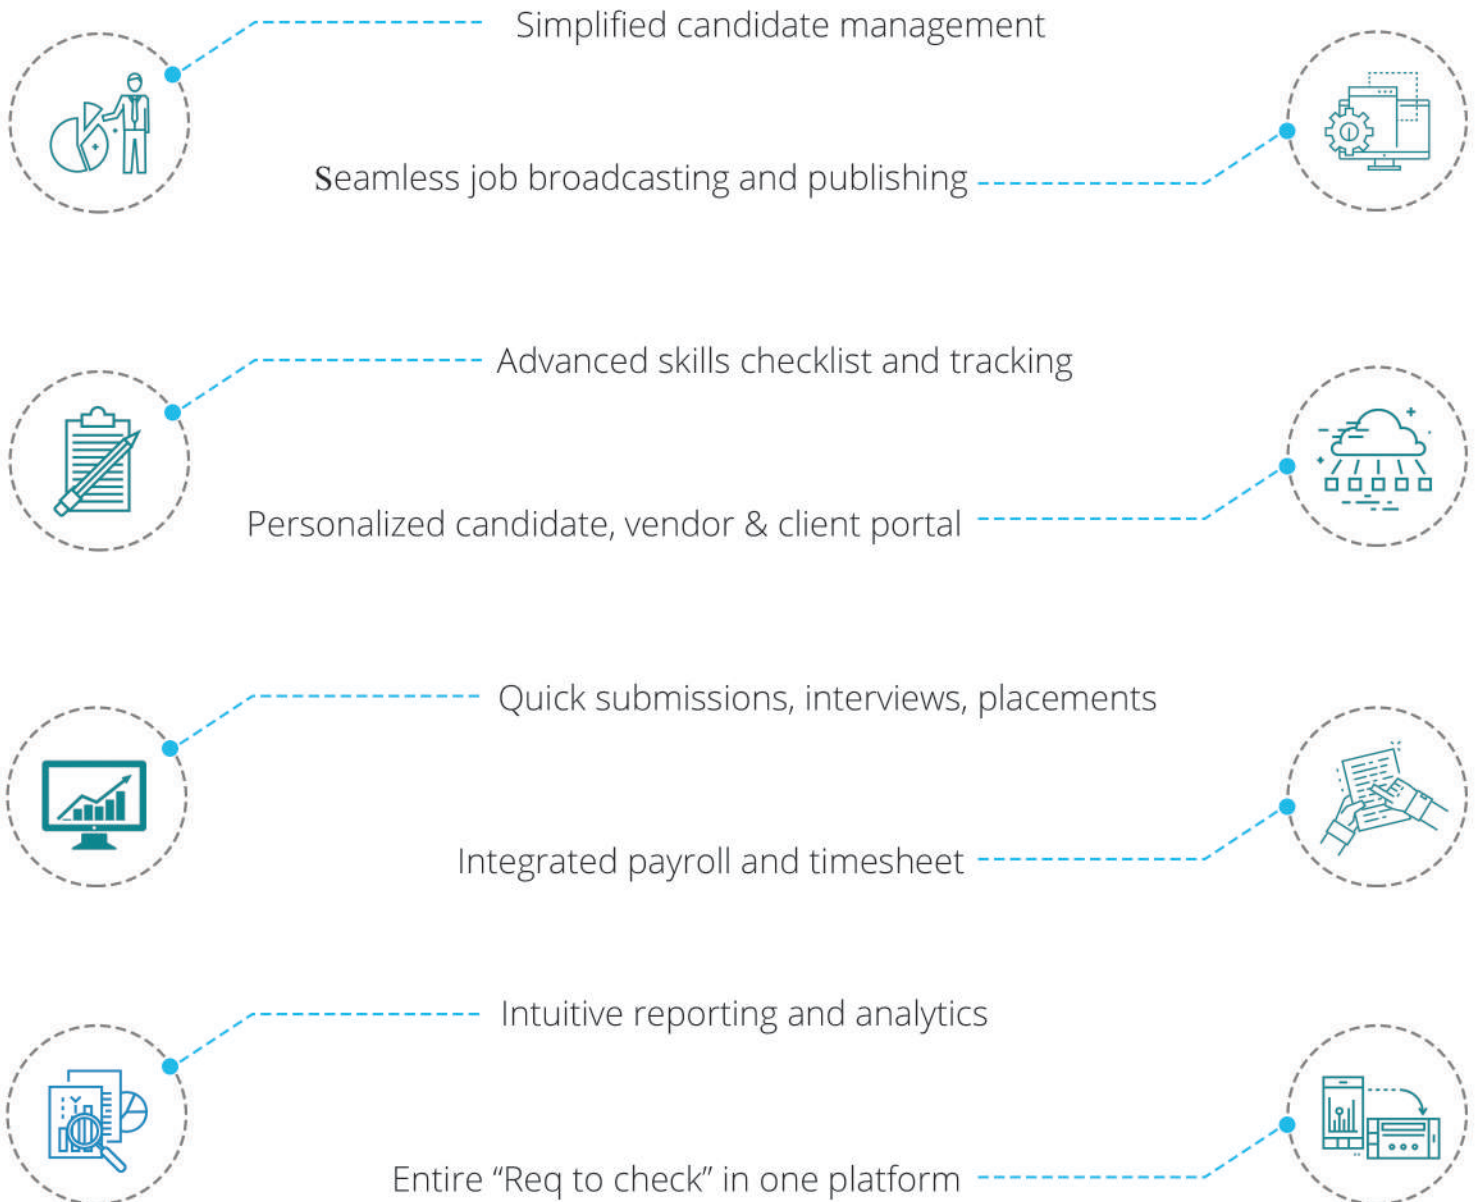 Simplified candidate management
Seamless job broadcasting and publishing
Advanced skills checklist and tracking
Personalized candidate, vendor & client portal
Quick submissions, interviews, placements
Integrated payroll and timesheet
Intuitive reporting and analytics
Entire “Req to check” in one platform